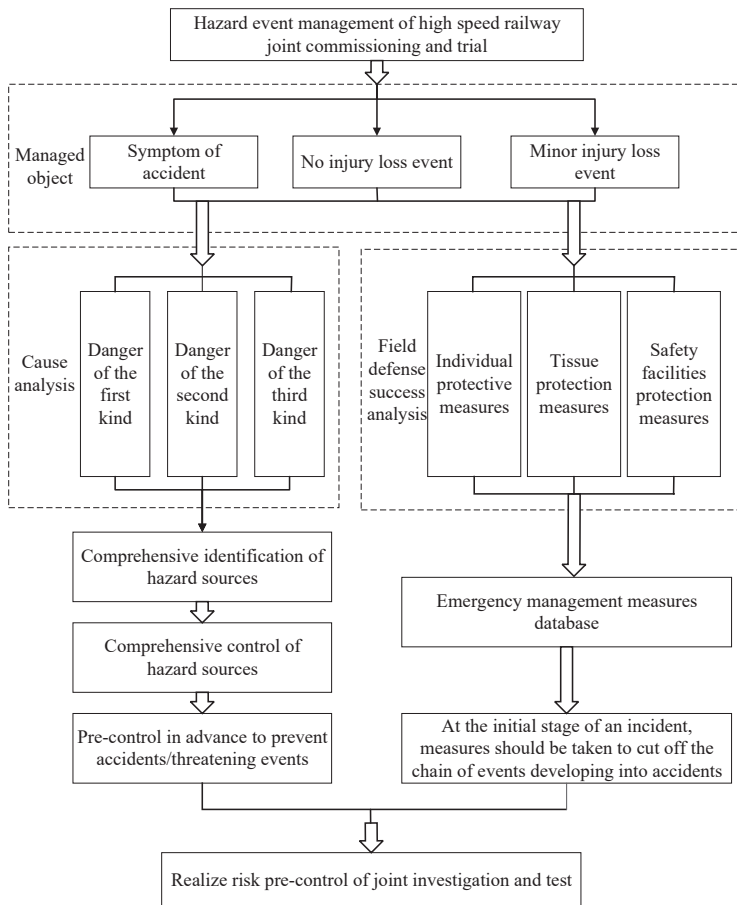 Hazard event management of high speed railway
joint commissioning and trial
Managed
object
Symptom of
accident
No injury loss event
Minor injury loss
event
Cause
analysis
Danger
of the
first
kind
Danger
of the
second
kind
Danger
of the
third
kind
Field
defense
success
analysis
Individual
protective
measures
Tissue
protection
measures
Safety
facilities
protection
measures
Comprehensive identification of
hazard sources
Comprehensive control of
hazard sources
Pre-control in advance to prevent
accidents/threatening events
Emergency management measures
database
At the initial stage of an incident,
measures should be taken to cut off the
chain of events developing into accidents
Realize risk pre-control of joint investigation and test